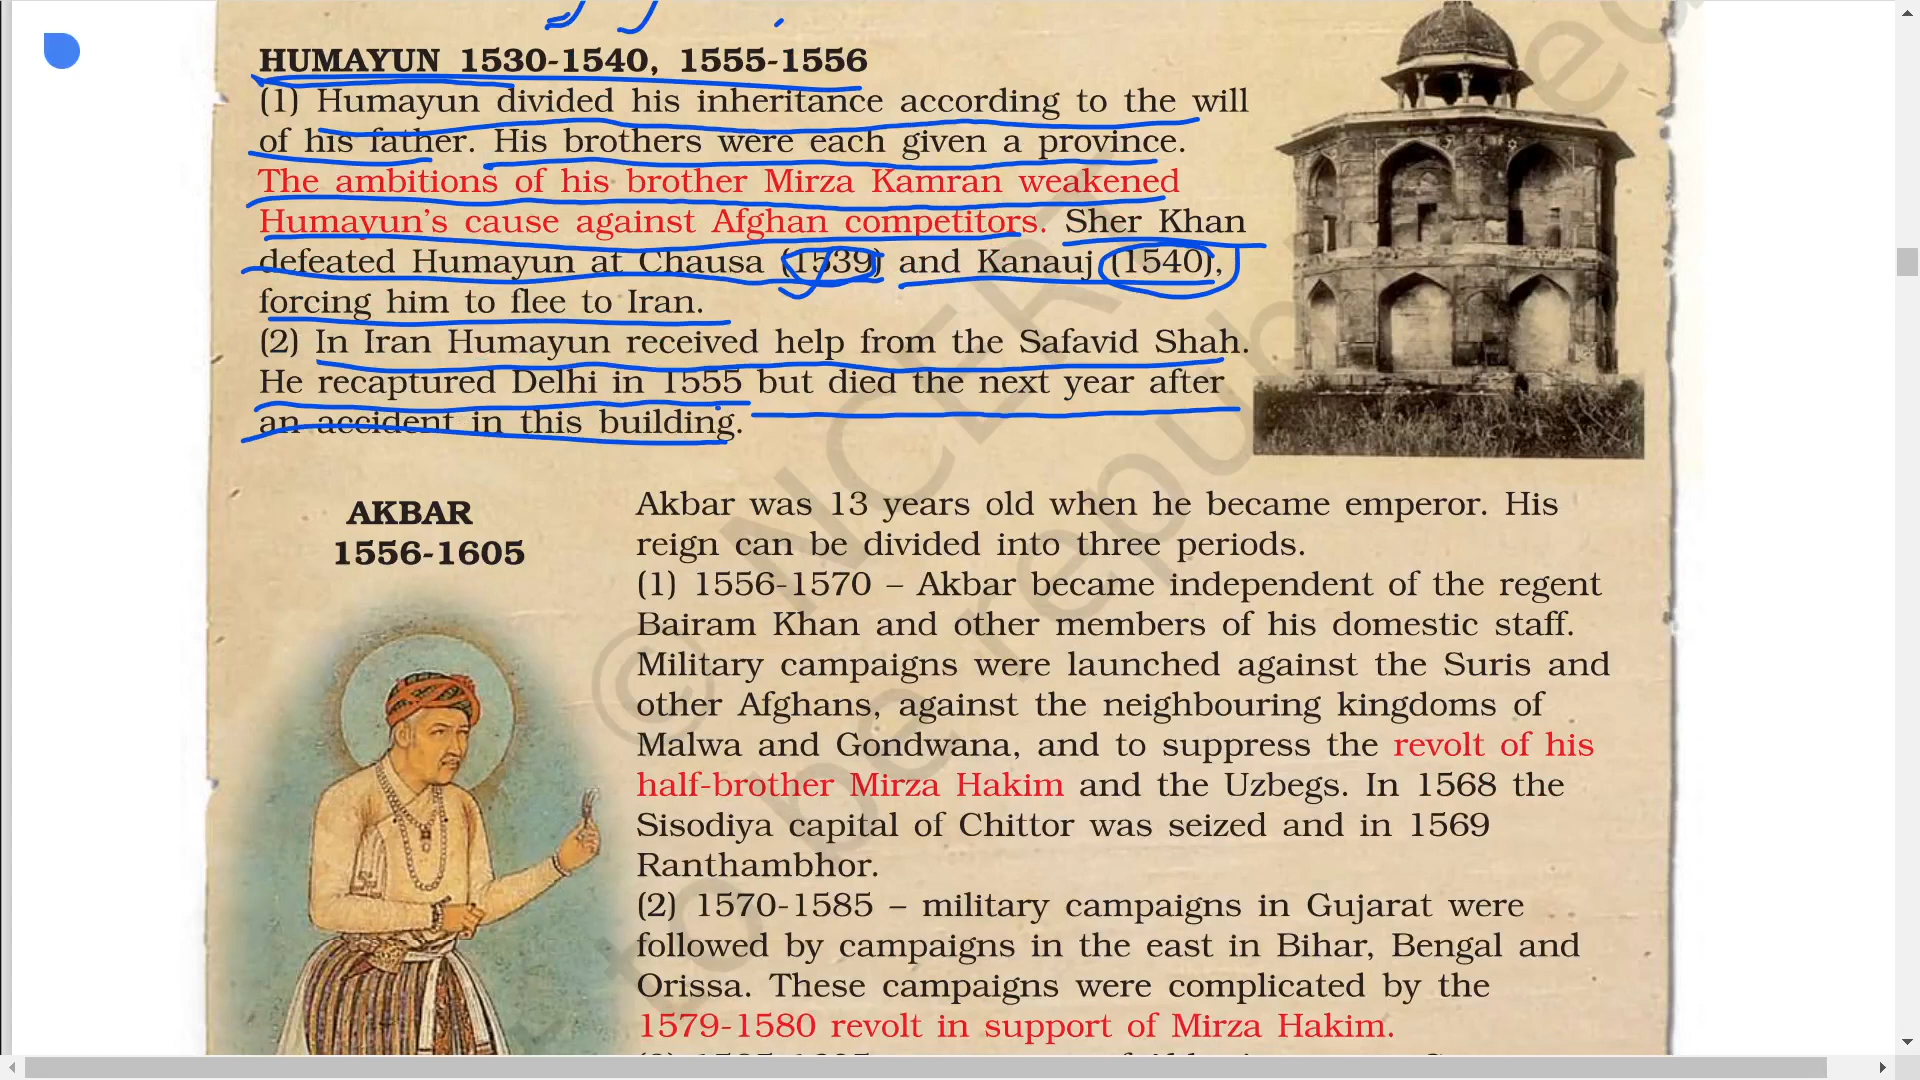 HUMAYUN 1530-1540, 1555-1556
(1) Humayun divided his inheritance according to the will
of his father. His brothers were each given a province.
The ambitions of his brother Mirza Kamran weakened
Humayun's cause against Afghan competitors. Sher Khan
defeated Humayun at Chausa (1539) and Kanauj (1540),
forcing him to flee to Iran.
(2) In Iran Humayun received help from the Safavid Shah.
He recaptured Delhi in 1555 but died the next year after
an accident in this building.
AKBAR
1556-1605
Akbar was 13 years old when he became emperor. His
reign can be divided into three periods.
(1) 1556-1570 – Akbar became independent of the regent
Bairam Khan and other members of his domestic staff.
Military campaigns were launched against the Suris and
other Afghans, against the neighbouring kingdoms of
Malwa and Gondwana, and to suppress the revolt of his
half-brother Mirza Hakim and the Uzbegs. In 1568 the
Sisodiya capital of Chittor was seized and in 1569
Ranthambhor.
(2) 1570-1585 – military campaigns in Gujarat were
followed by campaigns in the east in Bihar, Bengal and
Orissa. These campaigns were complicated by the
1579-1580 revolt in support of Mirza Hakim.
© NCERT
to be republished